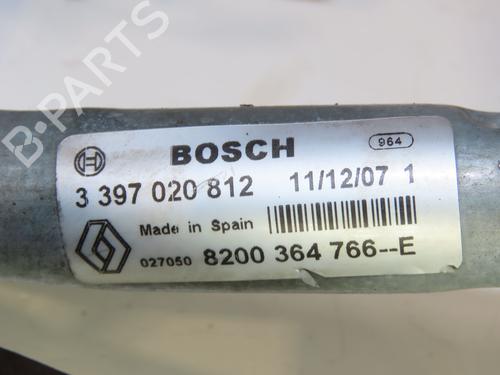 B-PARTS
BOSCH
964
3 397 020 812 11/12/07 1
Made in Spain
027050 8200 364 766--E